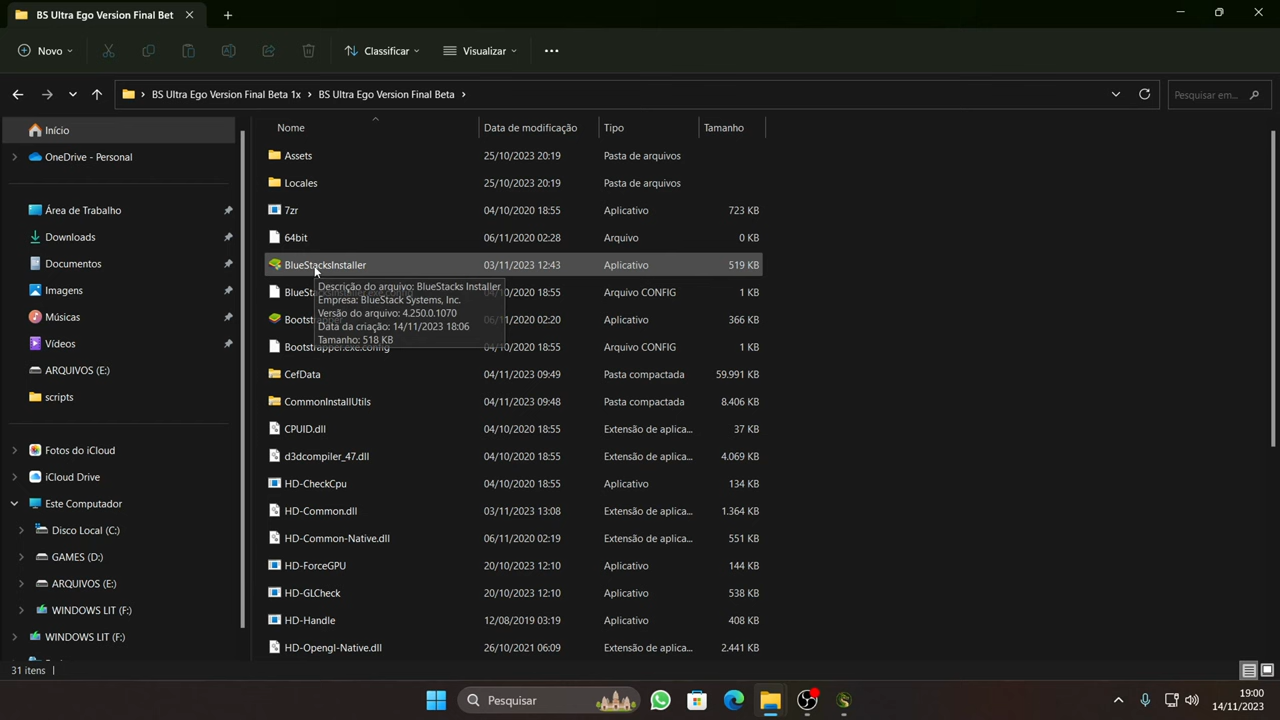 BS Ultra Ego Version Final Bet
Novo
Classificar
Visualizar
BS Ultra Ego Version Final Beta 1x
BS Ultra Ego Version Final Beta
Pesquisar em...
Início
OneDrive - Personal
Área de Trabalho
Downloads
Documentos
Imagens
Músicas
Vídeos
ARQUIVOS (E:)
scripts
Fotos do iCloud
iCloud Drive
Este Computador
Disco Local (C:)
GAMES (D:)
ARQUIVOS (E:)
WINDOWS LIT (F:)
WINDOWS LIT (F:)
Nome Data de modificação Tipo Tamanho
Assets 25/10/2023 20:19 Pasta de arquivos
Locales 25/10/2023 20:19 Pasta de arquivos
7zr 04/10/2020 18:55 Aplicativo 723 KB
64bit 06/11/2020 02:28 Arquivo 0 KB
BlueStacksInstaller 03/11/2023 12:43 Aplicativo 519 KB
04/10/2020 18:55 Arquivo CONFIG 1 KB
06/11/2020 02:20 Aplicativo 366 KB
Bootstrapper.exe.config 04/10/2020 18:55 Arquivo CONFIG 1 KB
Descrição do arquivo: BlueStacks Installer
Empresa: BlueStack Systems, Inc.
Versão do arquivo: 4.250.0.1070
Data da criação: 14/11/2023 18:06
Tamanho: 518 KB
CefData 04/11/2023 09:49 Pasta compactada 59.991 KB
CommonInstallUtils 04/11/2023 09:48 Pasta compactada 8.406 KB
CPUID.dll 04/10/2020 18:55 Extensão de aplica... 37 KB
d3dcompiler_47.dll 04/10/2020 18:55 Extensão de aplica... 4.069 KB
HD-CheckCpu 04/10/2020 18:55 Aplicativo 134 KB
HD-Common.dll 03/11/2023 13:08 Extensão de aplica... 1.364 KB
HD-Common-Native.dll 06/11/2020 02:19 Extensão de aplica... 551 KB
HD-ForceGPU 20/10/2023 12:10 Aplicativo 144 KB
HD-GLCheck 20/10/2023 12:10 Aplicativo 538 KB
HD-Handle 12/08/2019 03:19 Aplicativo 408 KB
HD-Opengl-Native.dll 26/10/2021 06:09 Extensão de aplica... 2.441 KB
31 itens
Pesquisar
19:00
14/11/2023